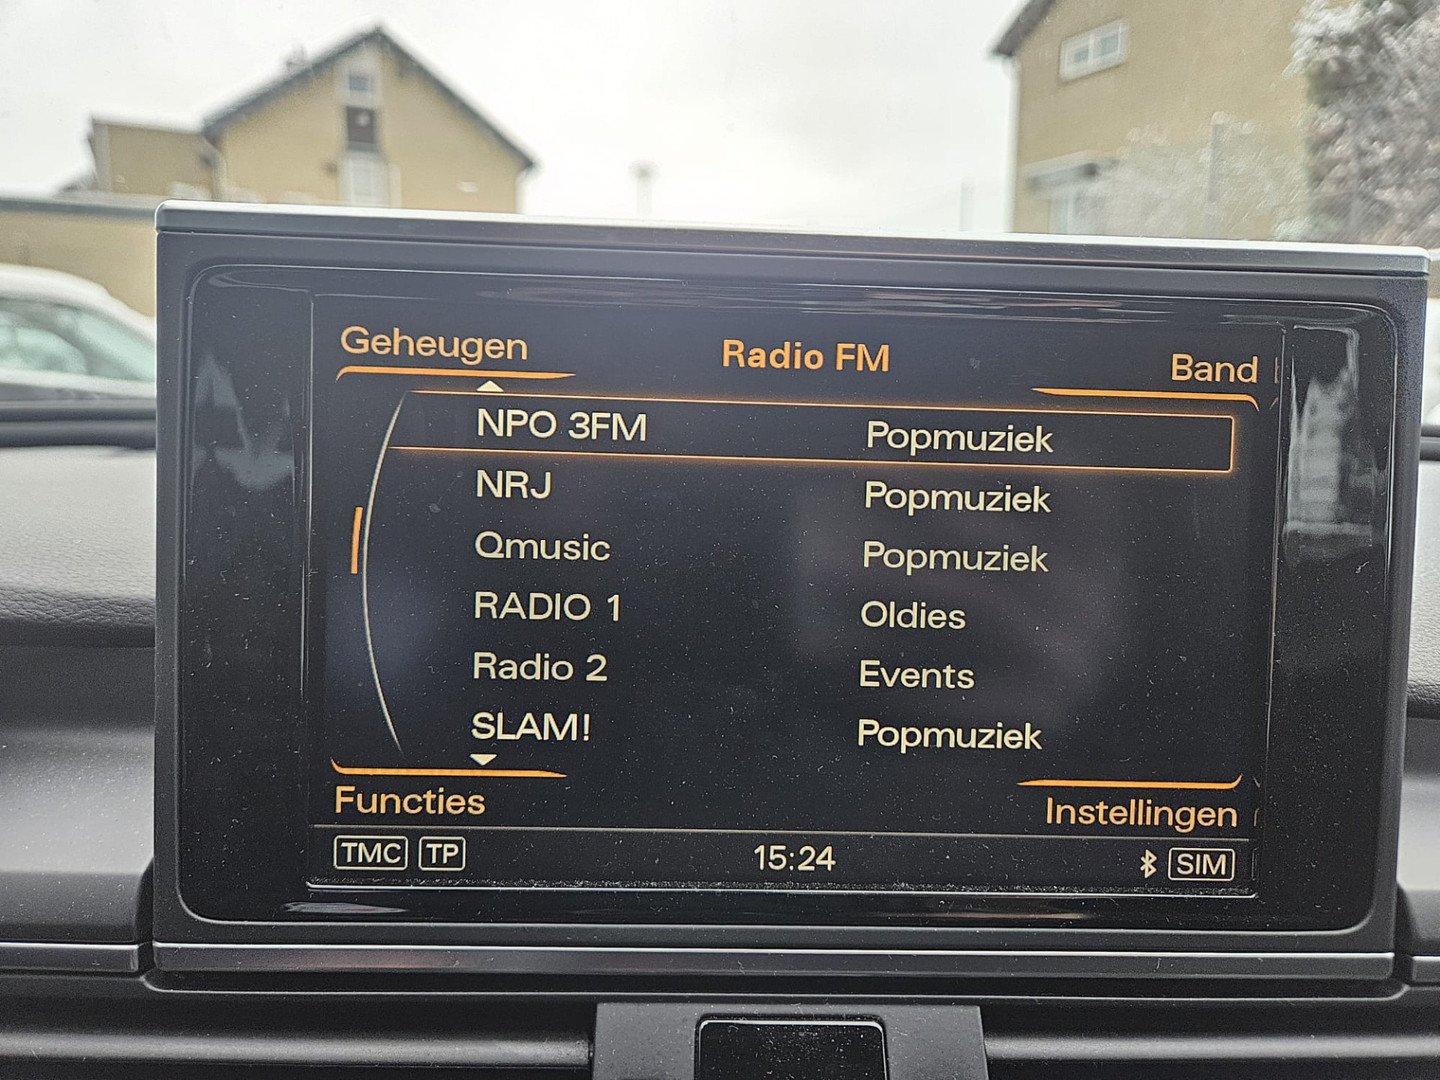 Geheugen Radio FM Band
NPO 3FM Popmuziek
NRJ Popmuziek
Qmusic Popmuziek
RADIO 1 Oldies
Radio 2 Events
SLAM! Popmuziek
Functies Instellingen
TMC TP 15:24 SIM